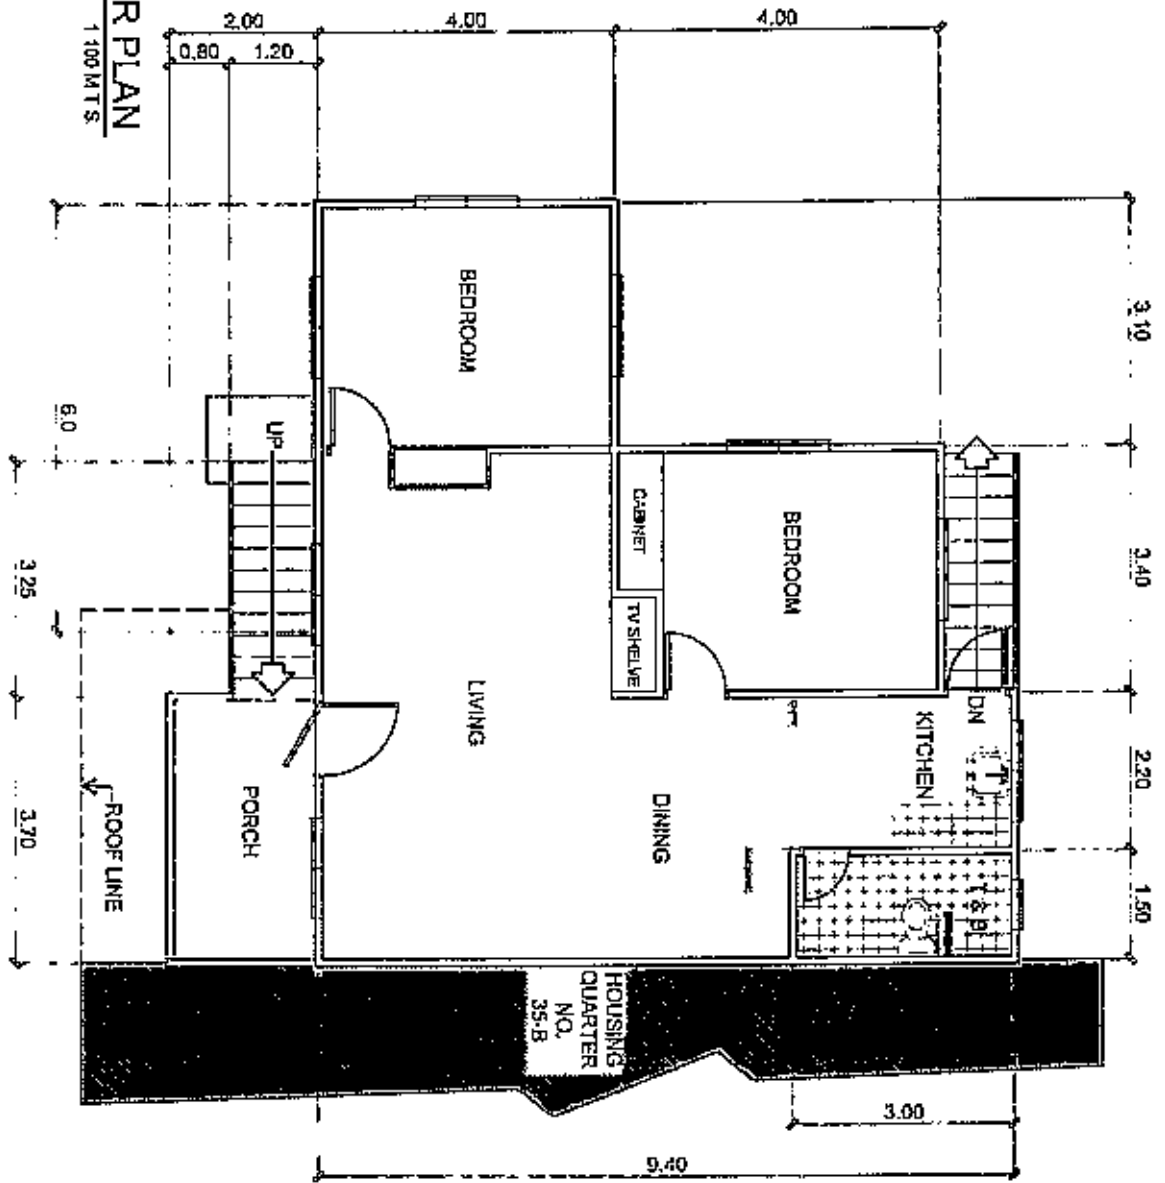 R PLAN
1 100 MTS.
2.00
4.00
4.00
0.80
1.20
3.10
3.40
2.20
1.50
6.0
3.25
3.70
BEDROOM
UP
CABINET
BEDROOM
TV SHELVE
LIVING
DN
KITCHEN
PORCH
DINING
T & B
ROOF LINE
HOUSING
QUARTER
NO.
35-B
3.00
9.40